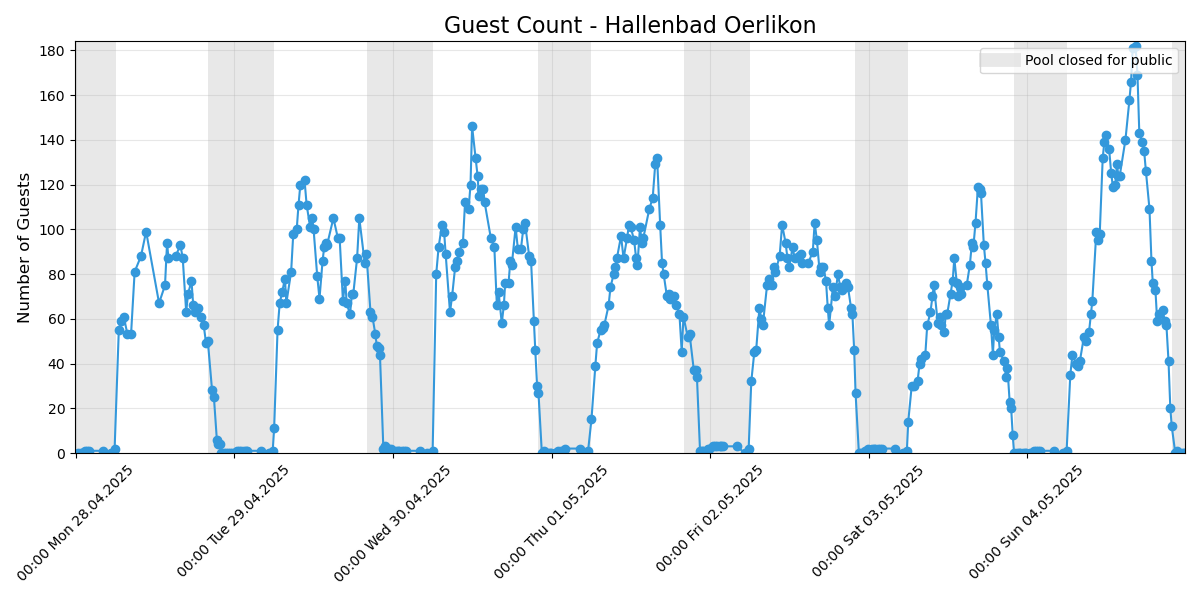 Guest Count - Hallenbad Oerlikon
Pool closed for public
Number of Guests
180
160
140
120
100
80
60
40
20
0
00:00 Mon 28.04.2025
00:00 Tue 29.04.2025
00:00 Wed 30.04.2025
00:00 Thu 01.05.2025
00:00 Fri 02.05.2025
00:00 Sat 03.05.2025
00:00 Sun 04.05.2025